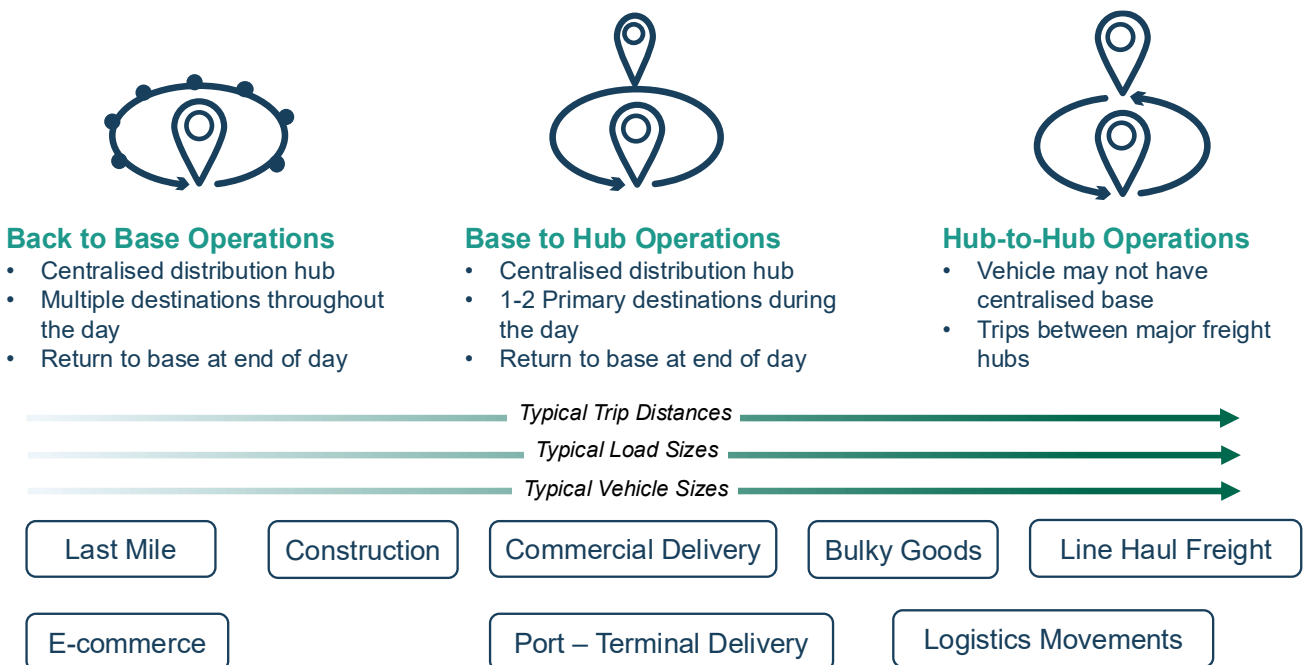 Back to Base Operations
• Centralised distribution hub
• Multiple destinations throughout
the day
• Return to base at end of day
Base to Hub Operations
• Centralised distribution hub
• 1-2 Primary destinations during
the day
• Return to base at end of day
Hub-to-Hub Operations
• Vehicle may not have
centralised base
• Trips between major freight
hubs
Typical Trip Distances
Typical Load Sizes
Typical Vehicle Sizes
Last Mile
Construction
Commercial Delivery
Bulky Goods
Line Haul Freight
E-commerce
Port – Terminal Delivery
Logistics Movements